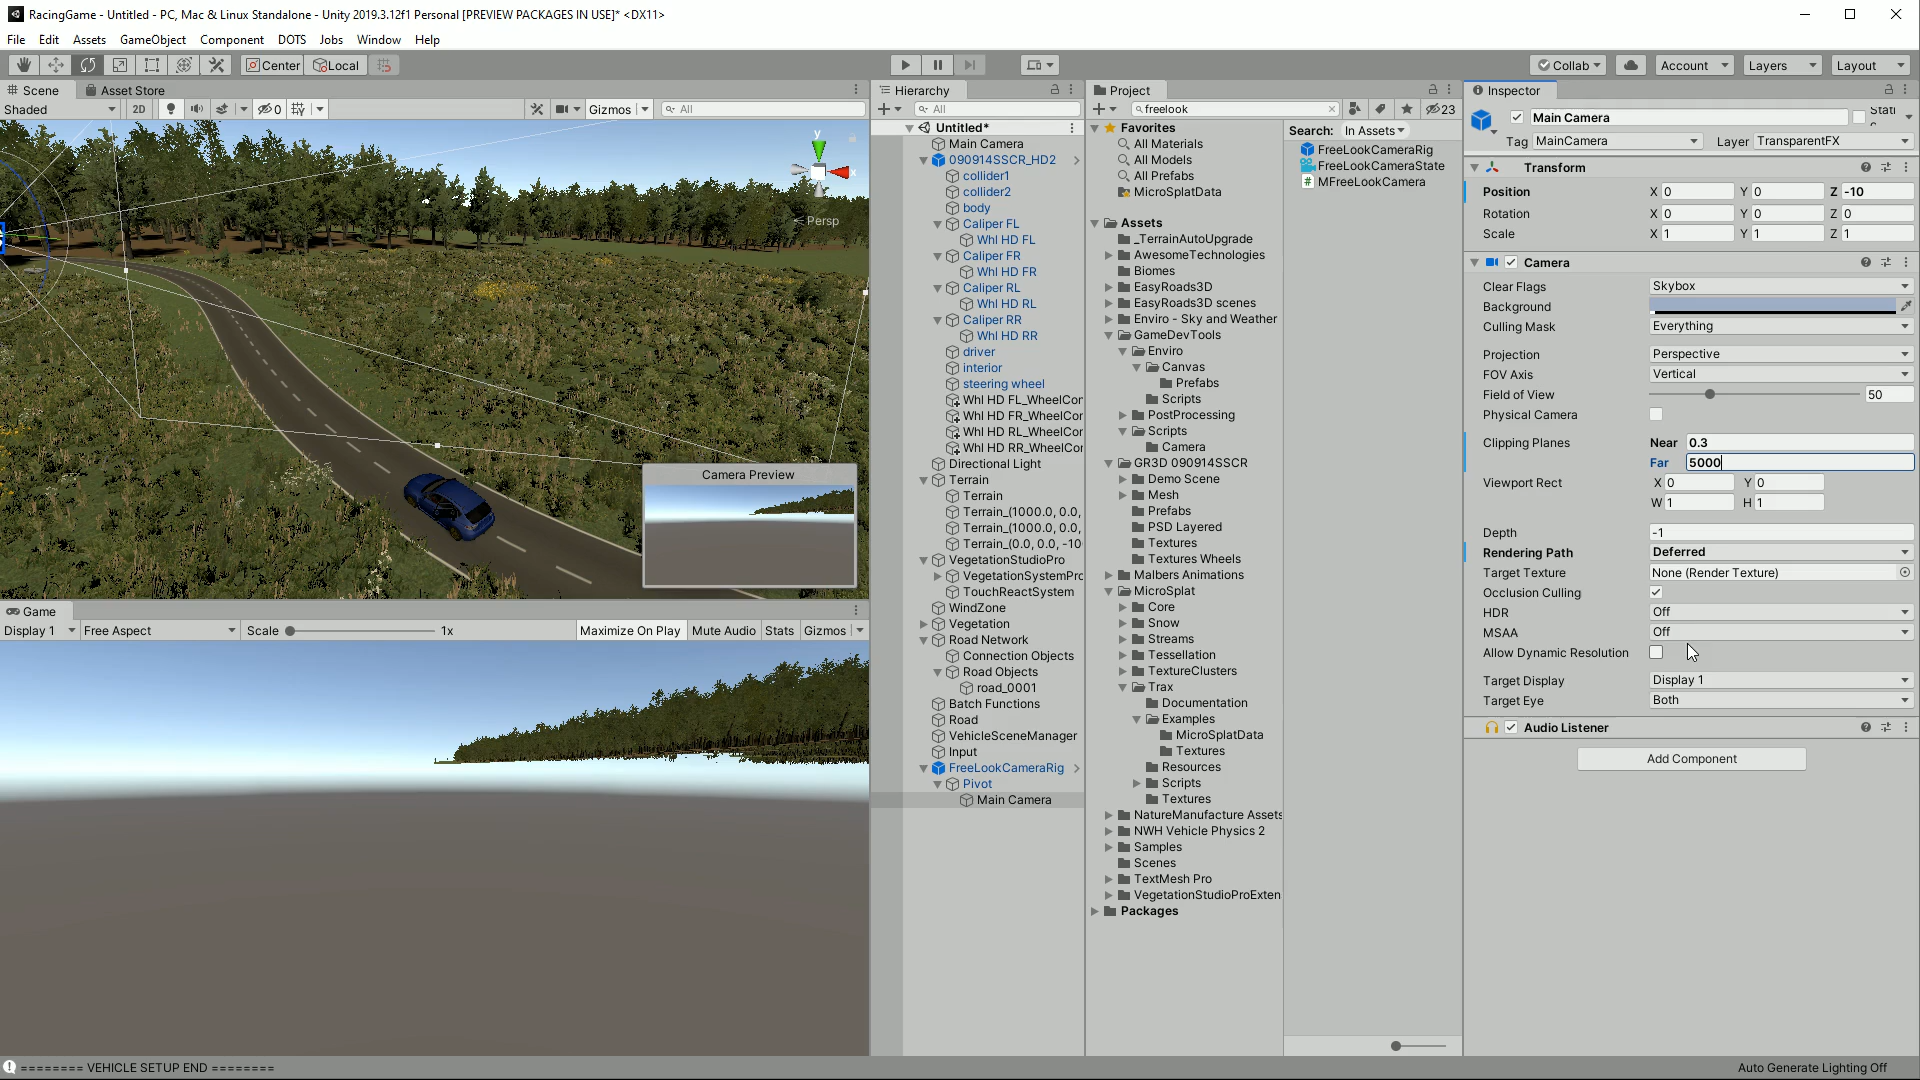 RacingGame - Untitled - PC, Mac & Linux Standalone - Unity 2019.3.12f1 Personal [PREVIEW PACKAGES IN USE]* <DX11>
File Edit Assets GameObject Component DOTS Jobs Window Help
Center Local Collab Account Layers Layout
Scene Asset Store
Shaded 2D 0 Gizmos All
y
x
Persp
Camera Preview
Game
Display 1 Free Aspect Scale 1x Maximize On Play Mute Audio Stats Gizmos
Hierarchy
All
Untitled*
Main Camera
090914SSCR_HD2
collider1
collider2
body
Caliper FL
Whl HD FL
Caliper FR
Whl HD FR
Caliper RL
Whl HD RL
Caliper RR
Whl HD RR
driver
interior
steering wheel
Whl HD FL_WheelCor
Whl HD FR_WheelCor
Whl HD RL_WheelCor
Whl HD RR_WheelCor
Directional Light
Terrain
Terrain
Terrain_(1000.0, 0.0,
Terrain_(1000.0, 0.0,
Terrain_(0.0, 0.0, -10
VegetationStudioPro
VegetationSystemPro
TouchReactSystem
WindZone
Vegetation
Road Network
Connection Objects
Road Objects
road_0001
Batch Functions
Road
VehicleSceneManager
Input
FreeLookCameraRig
Pivot
Main Camera
Project
freelook 23
Favorites
All Materials
All Models
All Prefabs
MicroSplatData
Assets
_TerrainAutoUpgrade
AwesomeTechnologies
Biomes
EasyRoads3D
EasyRoads3D scenes
Enviro - Sky and Weather
GameDevTools
Enviro
Canvas
Prefabs
Scripts
PostProcessing
Scripts
Camera
GR3D 090914SSCR
Demo Scene
Mesh
Prefabs
PSD Layered
Textures
Textures Wheels
Malbers Animations
MicroSplat
Core
Snow
Streams
Tessellation
TextureClusters
Trax
Documentation
Examples
MicroSplatData
Textures
Resources
Scripts
Textures
NatureManufacture Assets
NWH Vehicle Physics 2
Samples
Scenes
TextMesh Pro
VegetationStudioProExten
Packages
Search: In Assets
FreeLookCameraRig
FreeLookCameraState
MFreeLookCamera
Inspector
Main Camera Stati
c
Tag MainCamera Layer TransparentFX
Transform
Position X 0 Y 0 Z -10
Rotation X 0 Y 0 Z 0
Scale X 1 Y 1 Z 1
Camera
Clear Flags Skybox
Background
Culling Mask Everything
Projection Perspective
FOV Axis Vertical
Field of View 50
Physical Camera
Clipping Planes Near 0.3
Far 5000
Viewport Rect X 0 Y 0
W 1 H 1
Depth -1
Rendering Path Deferred
Target Texture None (Render Texture)
Occlusion Culling
HDR Off
MSAA Off
Allow Dynamic Resolution
Target Display Display 1
Target Eye Both
Audio Listener
Add Component
======== VEHICLE SETUP END ======== Auto Generate Lighting Off